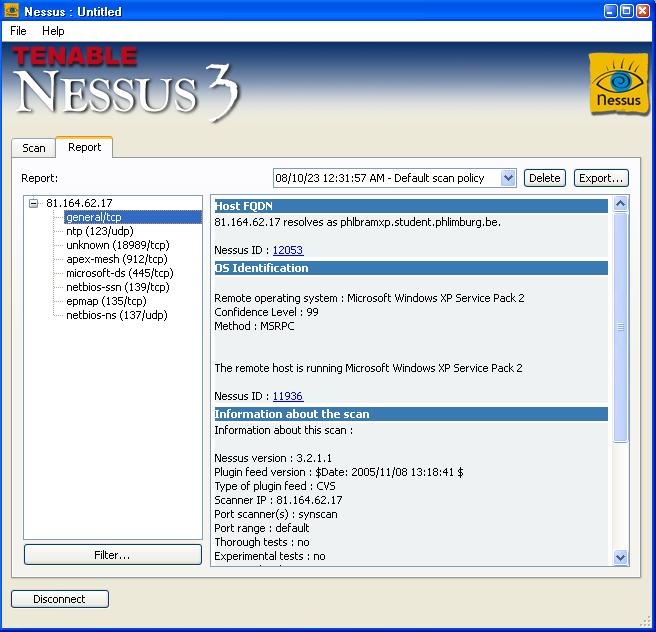 Nessus : Untitled
File Help
TENABLE
NESSUS 3
Nessus
Scan Report
Report: 08/10/23 12:31:57 AM - Default scan policy Delete Export...
81.164.62.17
general/tcp
ntp (123/udp)
unknown (18989/tcp)
apex-mesh (912/tcp)
microsoft-ds (445/tcp)
netbios-ssn (139/tcp)
epmap (135/tcp)
netbios-ns (137/udp)
Host FQDN
81.164.62.17 resolves as phlbramxp.student.phlimburg.be.
Nessus ID : 12053
OS Identification
Remote operating system : Microsoft Windows XP Service Pack 2
Confidence Level : 99
Method : MSRPC
The remote host is running Microsoft Windows XP Service Pack 2
Nessus ID : 11936
Information about the scan
Information about this scan :
Nessus version : 3.2.1.1
Plugin feed version : $Date: 2005/11/08 13:18:41 $
Type of plugin feed : CVS
Scanner IP : 81.164.62.17
Port scanner(s) : synscan
Port range : default
Thorough tests : no
Experimental tests : no
Filter...
Disconnect